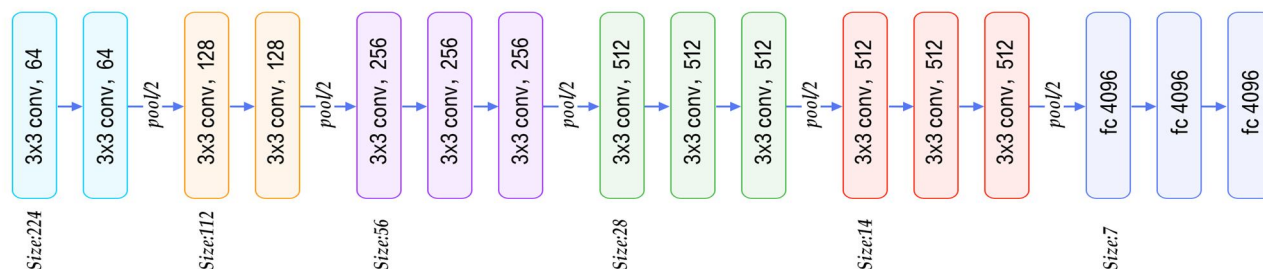 3x3 conv, 64
3x3 conv, 64
pool/2
3x3 conv, 128
3x3 conv, 128
pool/2
3x3 conv, 256
3x3 conv, 256
3x3 conv, 256
pool/2
3x3 conv, 512
3x3 conv, 512
3x3 conv, 512
pool/2
3x3 conv, 512
3x3 conv, 512
3x3 conv, 512
pool/2
fc 4096
fc 4096
fc 4096
Size:224
Size:112
Size:56
Size:28
Size:14
Size:7